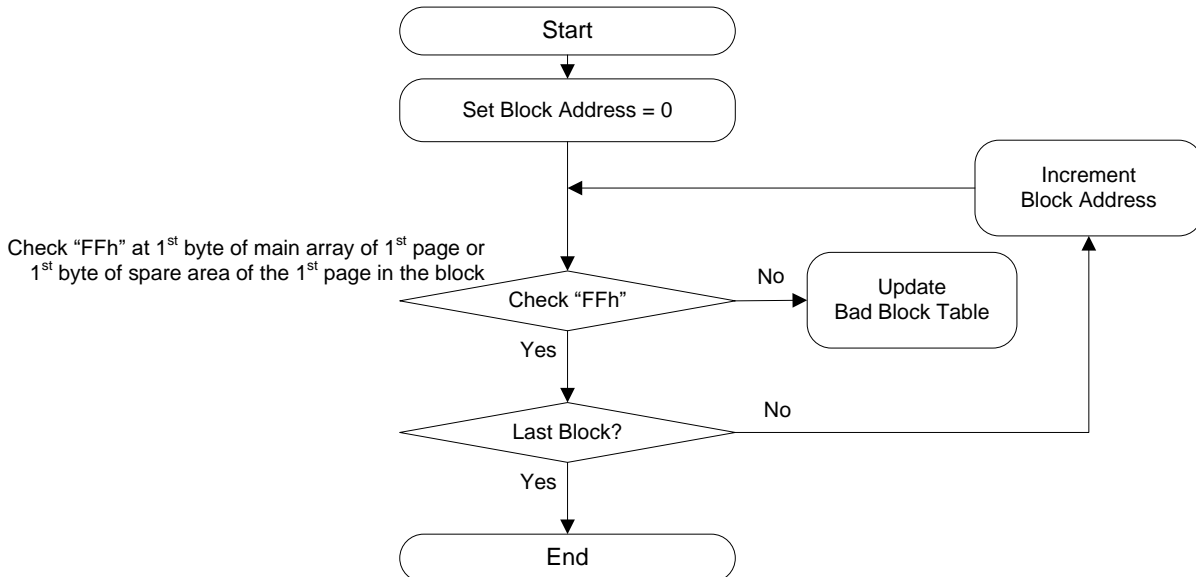 Start
Set Block Address = 0
Increment
Block Address
Check “FFh” at 1st byte of main array of 1st page or
1st byte of spare area of the 1st page in the block
Check “FFh”
No
Update
Bad Block Table
Yes
Last Block?
No
Yes
End